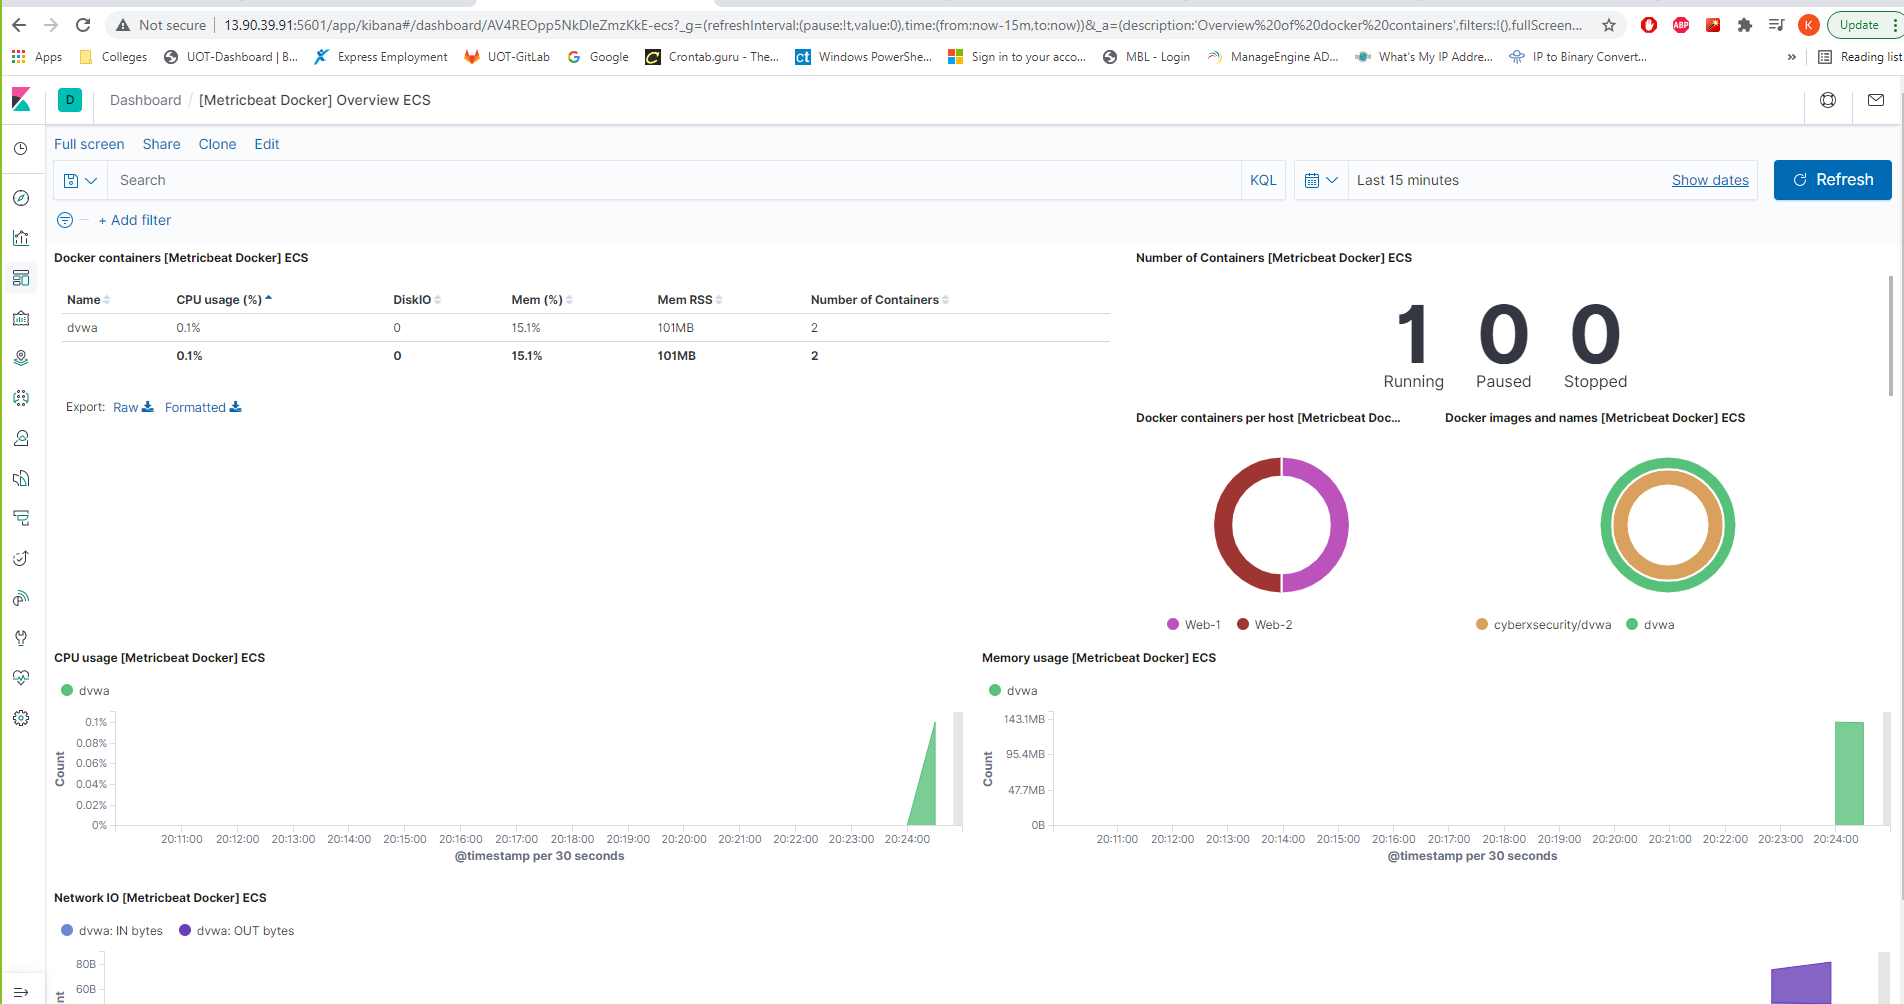 Not secure | 13.90.39.91:5601/app/kibana#/dashboard/AV4REOpp5NkDleZmzKkE-ecs?_g=(refreshInterval:(pause:!t,value:0),time:(from:now-15m,to:now))&_a=(description:'Overview%20of%20docker%20containers',filters:!(),fullScreen...
ABP K Update
Apps Colleges UOT-Dashboard | B... Express Employment UOT-GitLab Google Crontab.guru - The... ct Windows PowerShe... Sign in to your acco... MBL - Login ManageEngine AD... What's My IP Addre... IP to Binary Convert... » Reading list
D Dashboard / [Metricbeat Docker] Overview ECS
Full screen Share Clone Edit
Search KQL Last 15 minutes Show dates Refresh
+ Add filter
Docker containers [Metricbeat Docker] ECS
Name CPU usage (%) DiskIO Mem (%) Mem RSS Number of Containers
dvwa 0.1% 0 15.1% 101MB 2
0.1% 0 15.1% 101MB 2
Export: Raw Formatted
Number of Containers [Metricbeat Docker] ECS
1 0 0
Running Paused Stopped
Docker containers per host [Metricbeat Doc...
Web-1 Web-2
Docker images and names [Metricbeat Docker] ECS
cyberxsecurity/dvwa dvwa
CPU usage [Metricbeat Docker] ECS
dvwa
0.1%
0.08%
0.06%
0.04%
0.02%
0%
Count
20:11:00 20:12:00 20:13:00 20:14:00 20:15:00 20:16:00 20:17:00 20:18:00 20:19:00 20:20:00 20:21:00 20:22:00 20:23:00 20:24:00
@timestamp per 30 seconds
Memory usage [Metricbeat Docker] ECS
dvwa
143.1MB
95.4MB
47.7MB
0B
Count
20:11:00 20:12:00 20:13:00 20:14:00 20:15:00 20:16:00 20:17:00 20:18:00 20:19:00 20:20:00 20:21:00 20:22:00 20:23:00 20:24:00
@timestamp per 30 seconds
Network IO [Metricbeat Docker] ECS
dvwa: IN bytes dvwa: OUT bytes
80B
60B